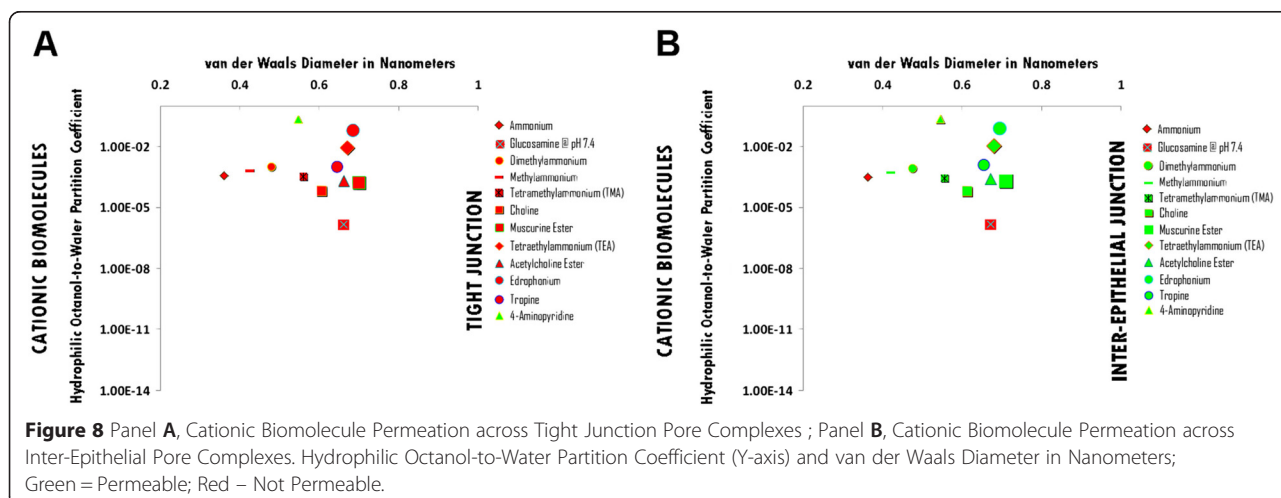 A
van der Waals Diameter in Nanometers
0.2 0.4 0.6 0.8 1
CATIONIC BIOMOLECULES
Hydrophilic Octanol-to-Water Partition Coefficient
1.00E-02
1.00E-05
1.00E-08
1.00E-11
1.00E-14
TIGHT JUNCTION
Ammonium
Glucosamine @ pH 7.4
Dimethylammonium
Methylammonium
Tetramethylammonium (TMA)
Choline
Muscurine Ester
Tetraethylammonium (TEA)
Acetylcholine Ester
Edrophonium
Tropine
4-Aminopyridine
B
van der Waals Diameter in Nanometers
0.2 0.4 0.6 0.8 1
CATIONIC BIOMOLECULES
Hydrophilic Octanol-to-Water Partition Coefficient
1.00E-02
1.00E-05
1.00E-08
1.00E-11
1.00E-14
INTER-EPITHELIAL JUNCTION
Ammonium
Glucosamine @ pH 7.4
Dimethylammonium
Methylammonium
Tetramethylammonium (TMA)
Choline
Muscurine Ester
Tetraethylammonium (TEA)
Acetylcholine Ester
Edrophonium
Tropine
4-Aminopyridine
Figure 8 Panel A, Cationic Biomolecule Permeation across Tight Junction Pore Complexes ; Panel B, Cationic Biomolecule Permeation across
Inter-Epithelial Pore Complexes. Hydrophilic Octanol-to-Water Partition Coefficient (Y-axis) and van der Waals Diameter in Nanometers;
Green = Permeable; Red – Not Permeable.